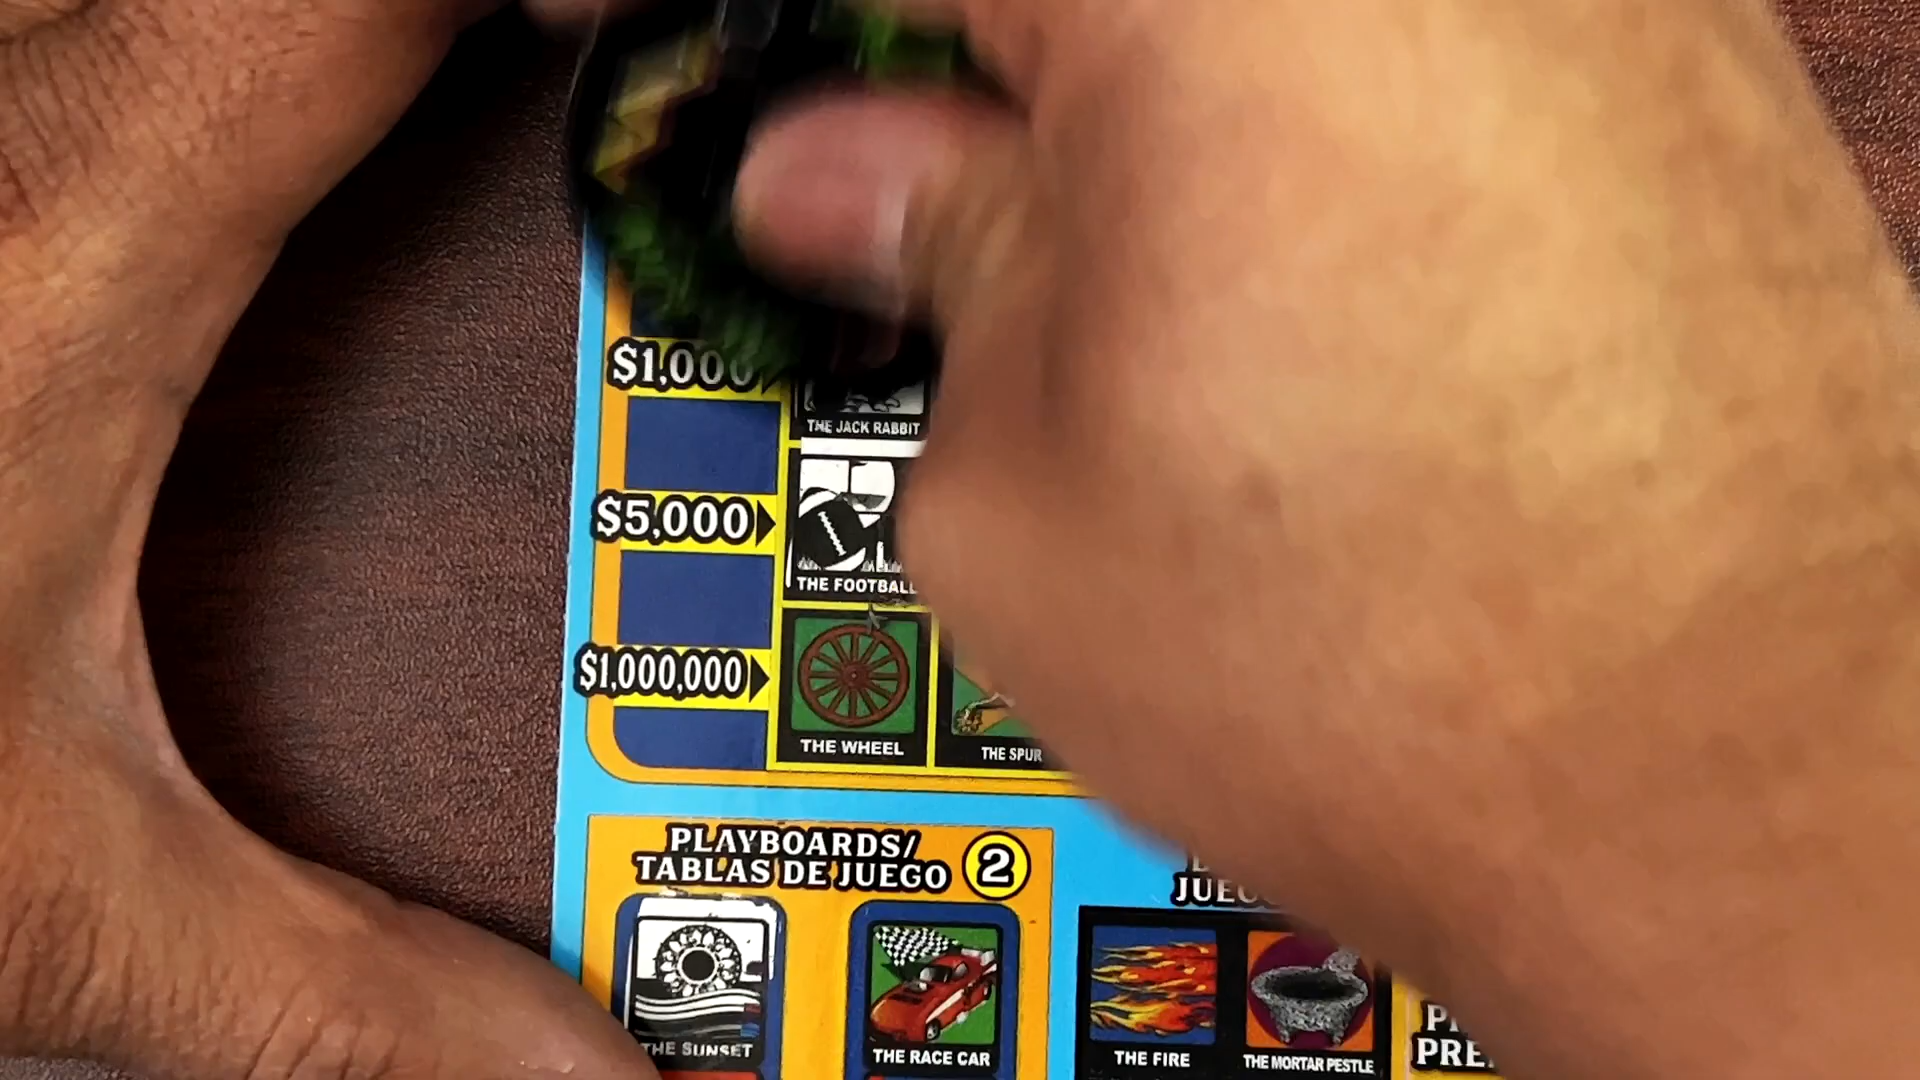 $1,000
THE JACK RABBIT
$5,000
THE FOOTBALL
$1,000,000
THE WHEEL
THE SPUR
PLAYBOARDS/
TABLAS DE JUEGO
2
THE SUNSET
THE RACE CAR
THE FIRE
THE MORTAR PESTLE